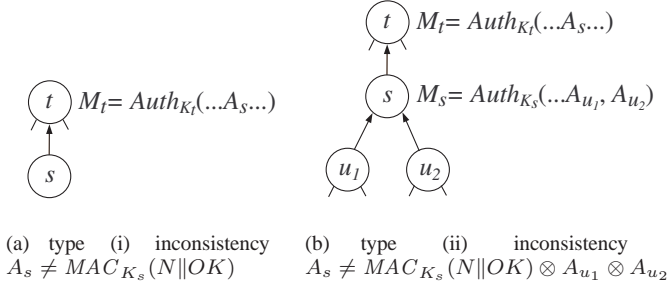 t
M_t = Auth_{K_t}(...A_s...)
s
t
M_t = Auth_{K_t}(...A_s...)
s
M_s = Auth_{K_s}(...A_{u_1}, A_{u_2})
u_1
u_2
(a) type (i) inconsistency
A_s ≠ MAC_{K_s}(N∥OK)
(b) type (ii) inconsistency
A_s ≠ MAC_{K_s}(N∥OK) ⊗ A_{u_1} ⊗ A_{u_2}